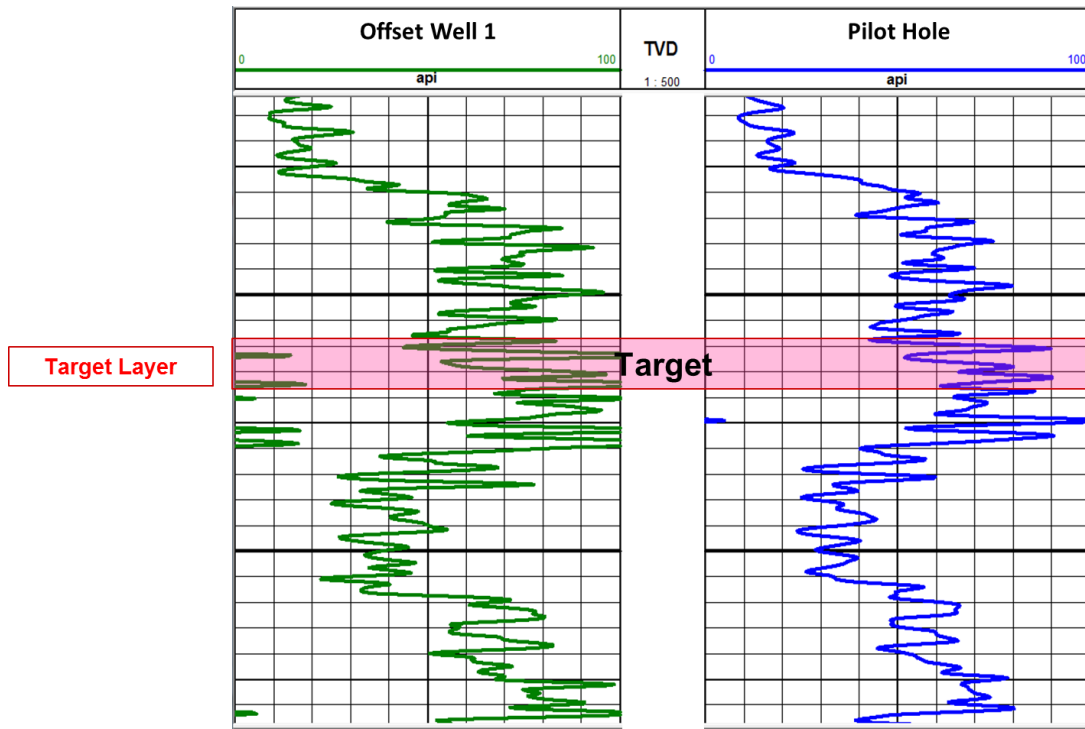 Offset Well 1
TVD
Pilot Hole
0
100
0
100
api
1 : 500
api
Target Layer
Target